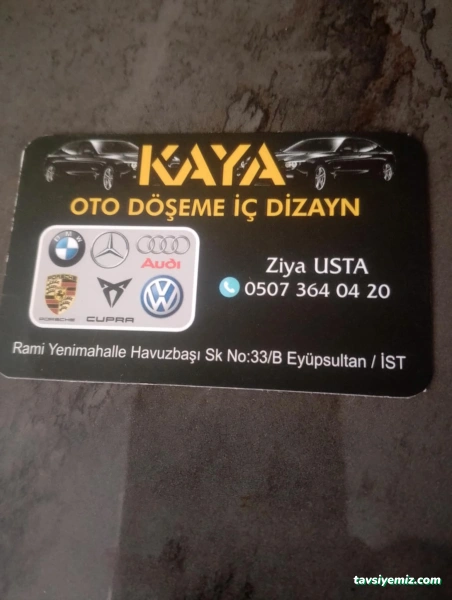 KAYA
OTO DÖŞEME İÇ DİZAYN
BMW
Audi
PORSCHE
CUPRA
Ziya USTA
0507 364 04 20
Rami Yenimahalle Havuzbaşı Sk No:33/B Eyüpsultan / İST
tavsiyemiz.com